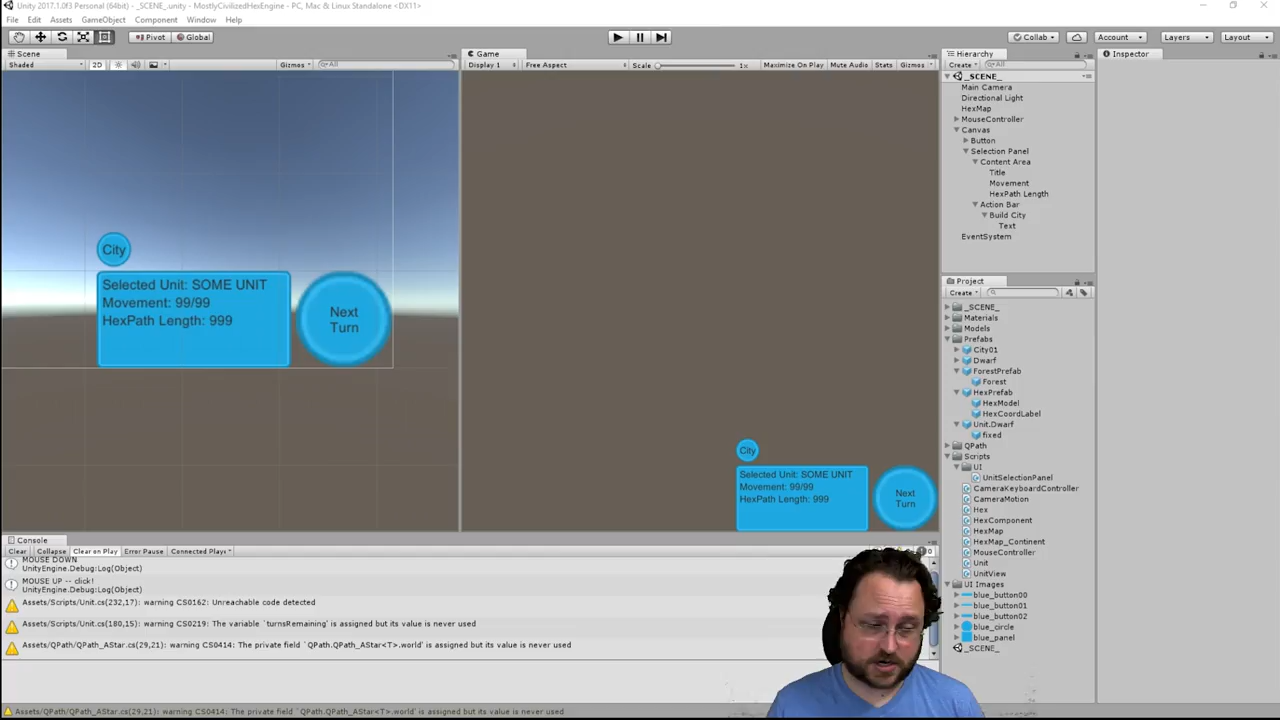 Unity 2017.1.0f3 Personal (64bit) - _SCENE_.unity - MostlyCivilizedHexEngine - PC, Mac & Linux Standalone <DX11>
File Edit Assets GameObject Component Window Help
Pivot Global
Collab Account Layers Layout
Scene
Shaded 2D Gizmos All
City
Selected Unit: SOME UNIT
Movement: 99/99
HexPath Length: 999
Next
Turn
Game
Display 1 Free Aspect Scale 1x Maximize On Play Mute Audio Stats Gizmos
City
Selected Unit: SOME UNIT
Movement: 99/99
HexPath Length: 999
Next
Turn
Hierarchy
Create All
_SCENE_
Main Camera
Directional Light
HexMap
MouseController
Canvas
Button
Selection Panel
Content Area
Title
Movement
HexPath Length
Action Bar
Build City
Text
EventSystem
Project
Create
_SCENE_
Materials
Models
Prefabs
City01
Dwarf
ForestPrefab
Forest
HexPrefab
HexModel
HexCoordLabel
Unit.Dwarf
fixed
QPath
Scripts
UI
UnitSelectionPanel
CameraKeyboardController
CameraMotion
Hex
HexComponent
HexMap
HexMap_Continent
MouseController
Unit
UnitView
UI Images
blue_button00
blue_button01
blue_button02
blue_circle
blue_panel
_SCENE_
Inspector
Console
Clear Collapse Clear on Play Error Pause Connected Player
MOUSE DOWN
UnityEngine.Debug:Log(Object)
MOUSE UP -- click!
UnityEngine.Debug:Log(Object)
Assets/Scripts/Unit.cs(232,17): warning CS0162: Unreachable code detected
Assets/Scripts/Unit.cs(180,15): warning CS0219: The variable `turnsRemaining' is assigned but its value is never used
Assets/QPath/QPath_AStar.cs(29,21): warning CS0414: The private field `QPath.QPath_AStar<T>.world' is assigned but its value is never used
Assets/QPath/QPath_AStar.cs(29,21): warning CS0414: The private field `QPath.QPath_AStar<T>.world' is assigned but its value is never used